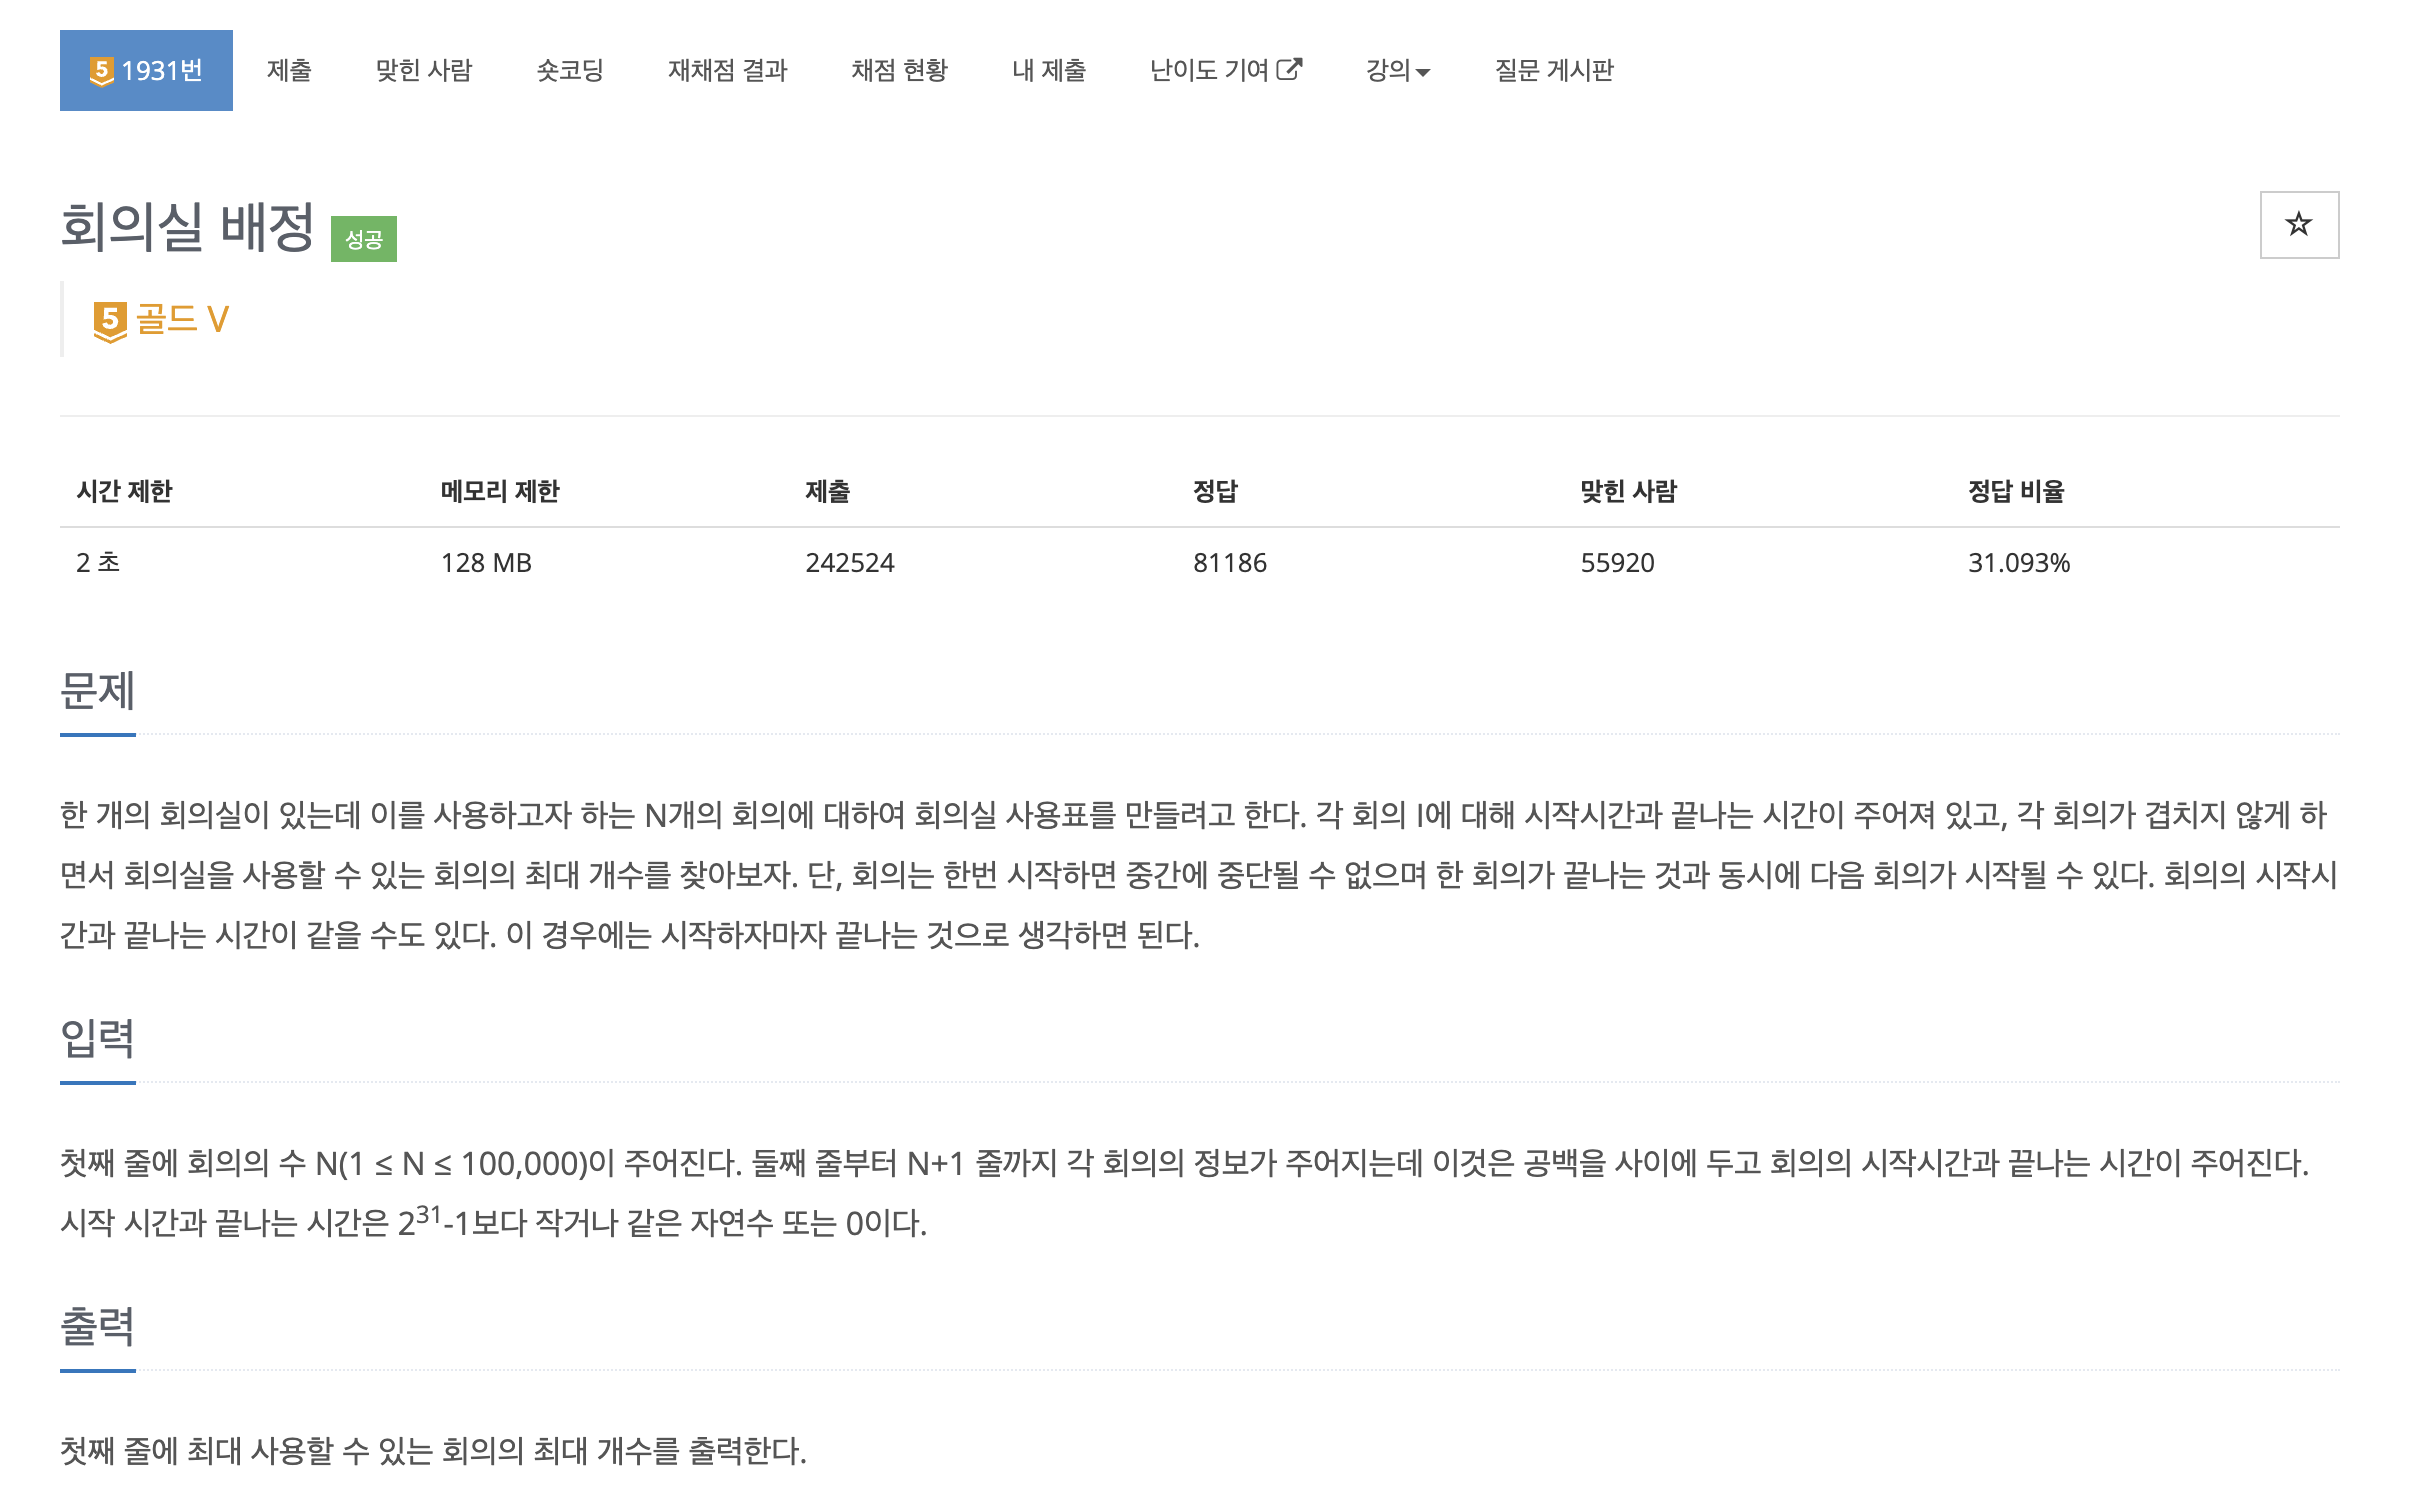 5 1931번 제출 맞힌 사람 숏코딩 재채점 결과 채점 현황 내 제출 난이도 기여 강의 질문 게시판
회의실 배정 성공
5 골드 V
시간 제한 메모리 제한 제출 정답 맞힌 사람 정답 비율
2 초 128 MB 242524 81186 55920 31.093%
문제
한 개의 회의실이 있는데 이를 사용하고자 하는 N개의 회의에 대하여 회의실 사용표를 만들려고 한다. 각 회의 I에 대해 시작시간과 끝나는 시간이 주어져 있고, 각 회의가 겹치지 않게 하
면서 회의실을 사용할 수 있는 회의의 최대 개수를 찾아보자. 단, 회의는 한번 시작하면 중간에 중단될 수 없으며 한 회의가 끝나는 것과 동시에 다음 회의가 시작될 수 있다. 회의의 시작시
간과 끝나는 시간이 같을 수도 있다. 이 경우에는 시작하자마자 끝나는 것으로 생각하면 된다.
입력
첫째 줄에 회의의 수 N(1 ≤ N ≤ 100,000)이 주어진다. 둘째 줄부터 N+1 줄까지 각 회의의 정보가 주어지는데 이것은 공백을 사이에 두고 회의의 시작시간과 끝나는 시간이 주어진다.
시작 시간과 끝나는 시간은 2³¹-1보다 작거나 같은 자연수 또는 0이다.
출력
첫째 줄에 최대 사용할 수 있는 회의의 최대 개수를 출력한다.